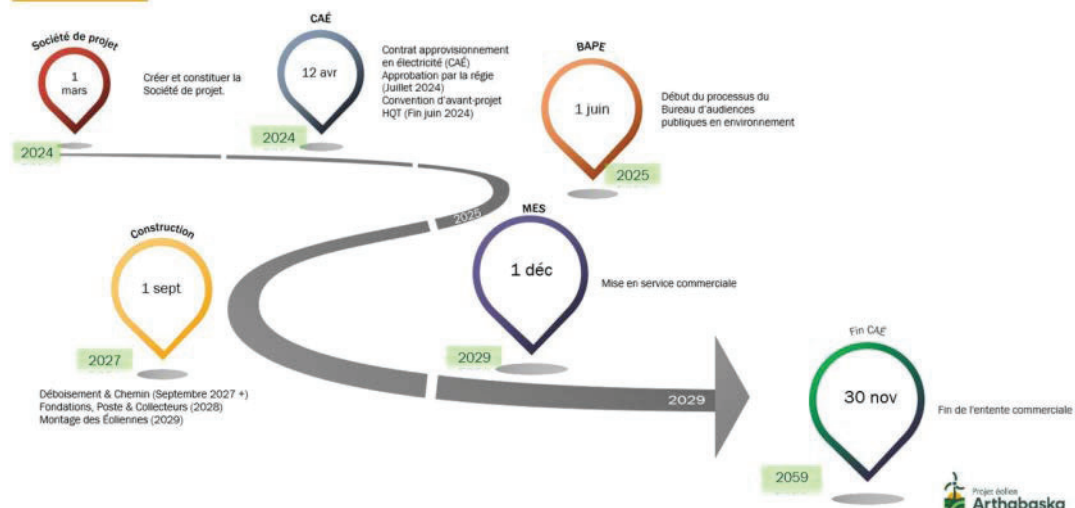 Société de projet
1
mars
Créer et constituer la
Société de projet.
2024
CAÉ
12 avr
Contrat approvisionnement
en électricité (CAÉ)
Approbation par la régie
(Juillet 2024)
Convention d'avant-projet
HQT (Fin juin 2024)
2024
BAPE
1 juin
Début du processus du
Bureau d'audiences
publiques en environnement
2025
2025
Construction
1 sept
2027
Déboisement & Chemin (Septembre 2027 +)
Fondations, Poste & Collecteurs (2028)
Montage des Éoliennes (2029)
MES
1 déc
Mise en service commerciale
2029
2029
Fin CAÉ
30 nov
Fin de l'entente commerciale
2059
Projet éolien
Arthabaska